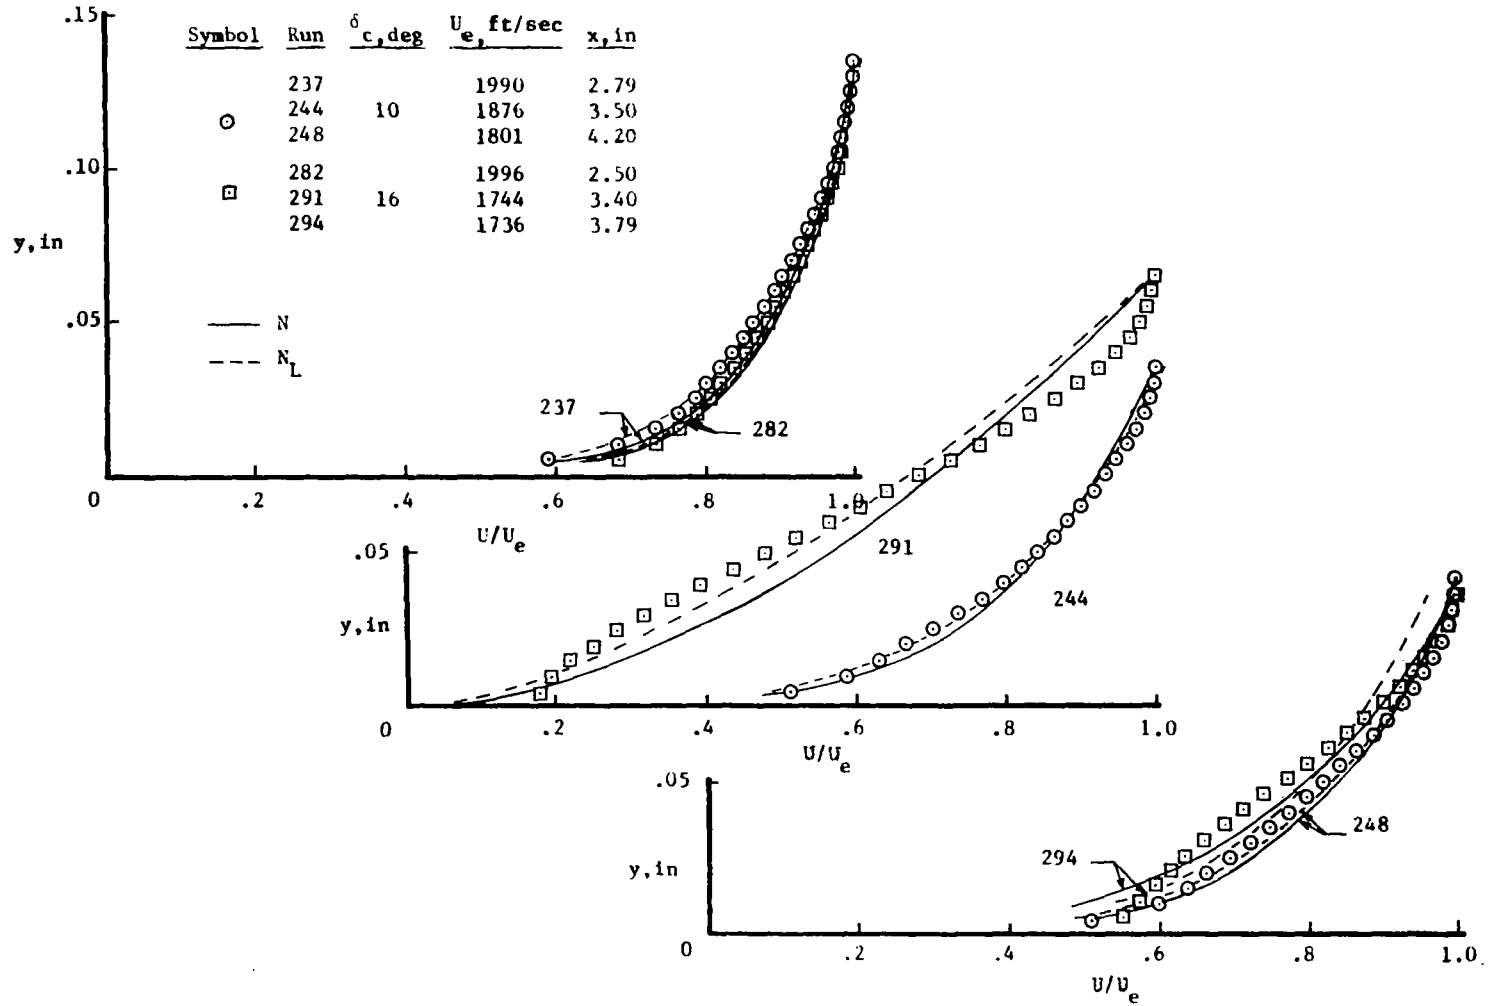 .15
Symbol Run δc,deg Ue,ft/sec x,in
237 1990 2.79
244 10 1876 3.50
248 1801 4.20
282 1996 2.50
291 16 1744 3.40
294 1736 3.79
.10
y,in
.05
N
NL
237
282
0 .2 .4 .6 .8 1.0
U/Ue
.05
291
244
y,in
0 .2 .4 .6 .8 1.0
U/Ue
.05
248
294
y,in
0 .2 .4 .6 .8 1.0
U/Ue